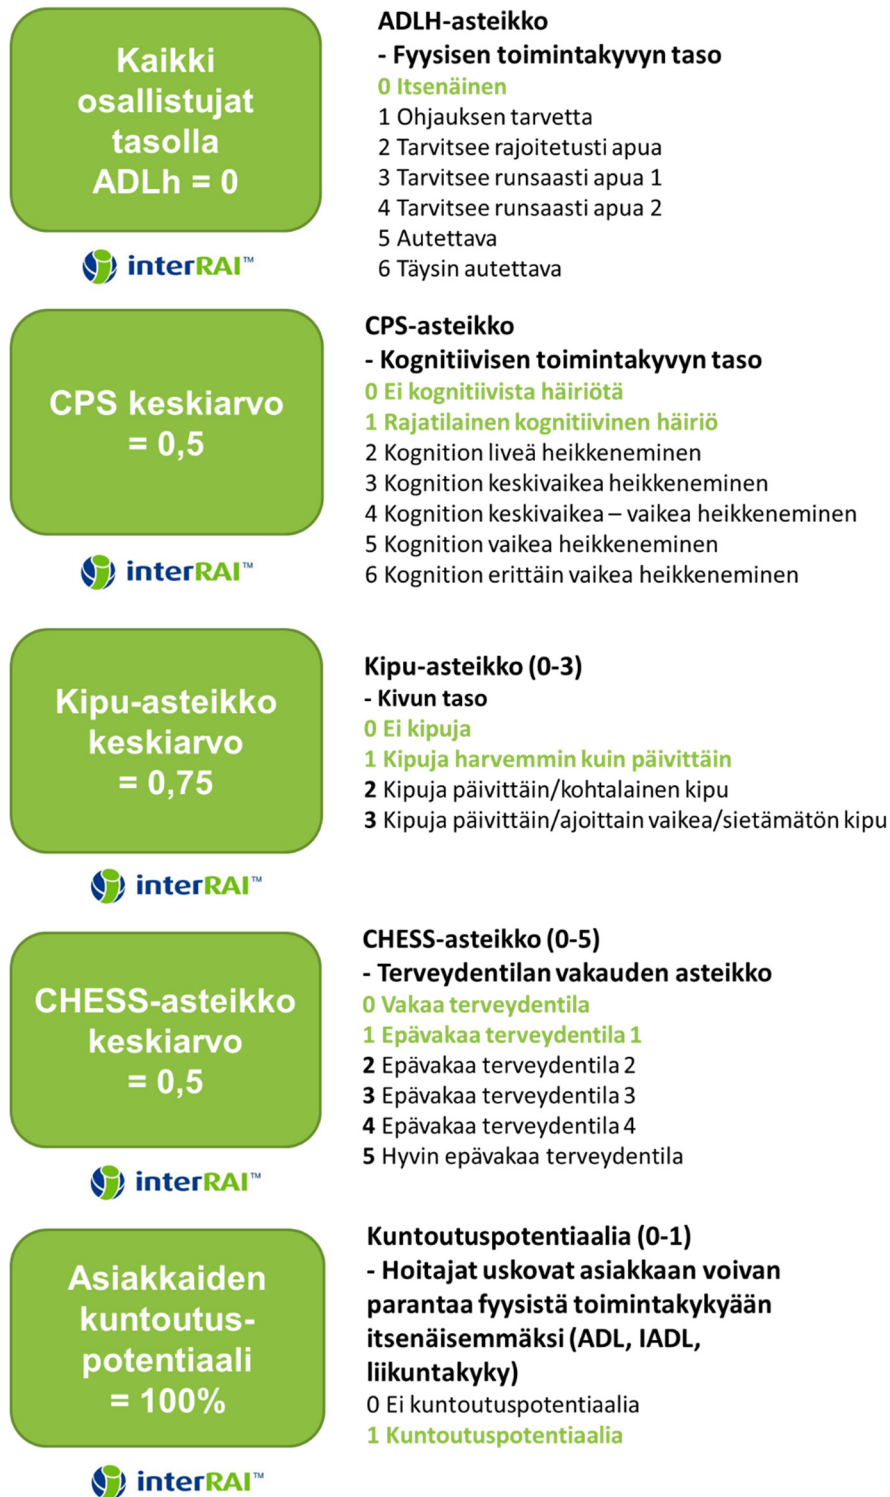 Kaikki
osallistujat
tasolla
ADLh = 0
interRAI™
ADLH-asteikko
- Fyysisen toimintakyvyn taso
0 Itsenäinen
1 Ohjauksen tarvetta
2 Tarvitsee rajoitetusti apua
3 Tarvitsee runsaasti apua 1
4 Tarvitsee runsaasti apua 2
5 Autettava
6 Täysin autettava
CPS keskiarvo
= 0,5
interRAI™
CPS-asteikko
- Kognitiivisen toimintakyvyn taso
0 Ei kognitiivista häiriötä
1 Rajatilainen kognitiivinen häiriö
2 Kognition liveä heikkeneminen
3 Kognition keskivaikea heikkeneminen
4 Kognition keskivaikea – vaikea heikkeneminen
5 Kognition vaikea heikkeneminen
6 Kognition erittäin vaikea heikkeneminen
Kipu-asteikko
keskiarvo
= 0,75
interRAI™
Kipu-asteikko (0-3)
- Kivun taso
0 Ei kipuja
1 Kipuja harvemmin kuin päivittäin
2 Kipuja päivittäin/kohtalainen kipu
3 Kipuja päivittäin/ajoittain vaikea/sietämätön kipu
CHESS-asteikko
keskiarvo
= 0,5
interRAI™
CHESS-asteikko (0-5)
- Terveydentilan vakauden asteikko
0 Vakaa terveydentila
1 Epävakaa terveydentila 1
2 Epävakaa terveydentila 2
3 Epävakaa terveydentila 3
4 Epävakaa terveydentila 4
5 Hyvin epävakaa terveydentila
Asiakkaiden
kuntoutus-
potentiaali
= 100%
interRAI™
Kuntoutuspotentiaalia (0-1)
- Hoitajat uskovat asiakkaan voivan
parantaa fyysistä toimintakykyään
itsenäisemmäksi (ADL, IADL,
liikuntakyky)
0 Ei kuntoutuspotentiaalia
1 Kuntoutuspotentiaalia